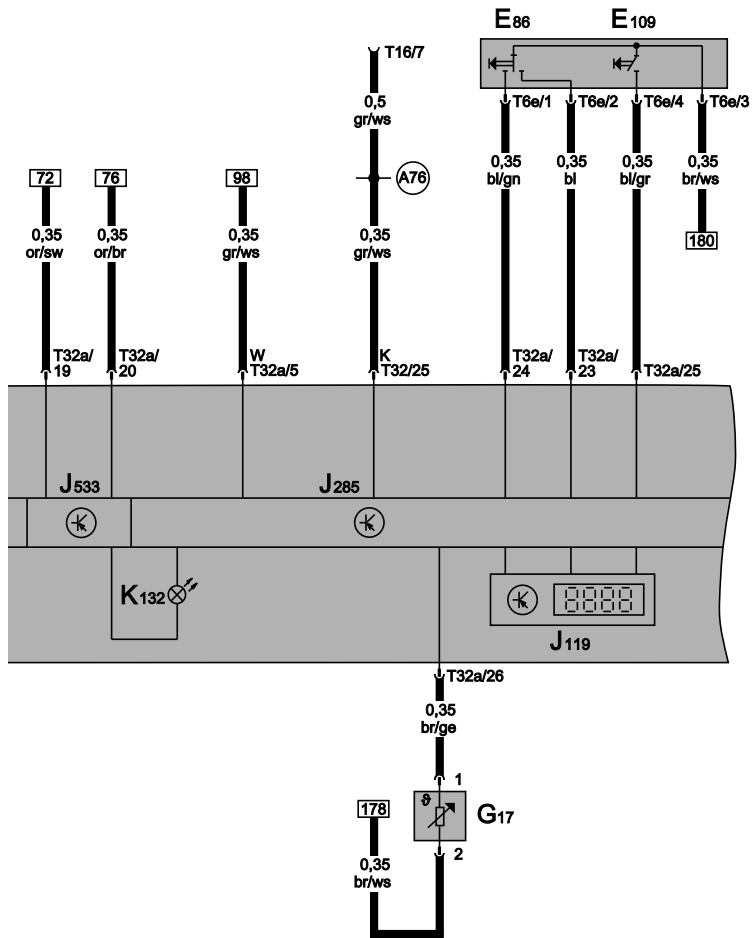 E86
E109
T16/7
T6e/1
T6e/2
T6e/4
T6e/3
0,5
gr/ws
0,35
bl/gn
0,35
bl
0,35
bl/gr
0,35
br/ws
72
76
98
A76
180
0,35
or/sw
0,35
or/br
0,35
gr/ws
0,35
gr/ws
T32a/
19
T32a/
20
W
T32a/5
K
T32/25
T32a/
24
T32a/
23
T32a/25
J533
J285
K132
8888
J119
T32a/26
0,35
br/ge
1
178
ϑ
G17
2
0,35
br/ws